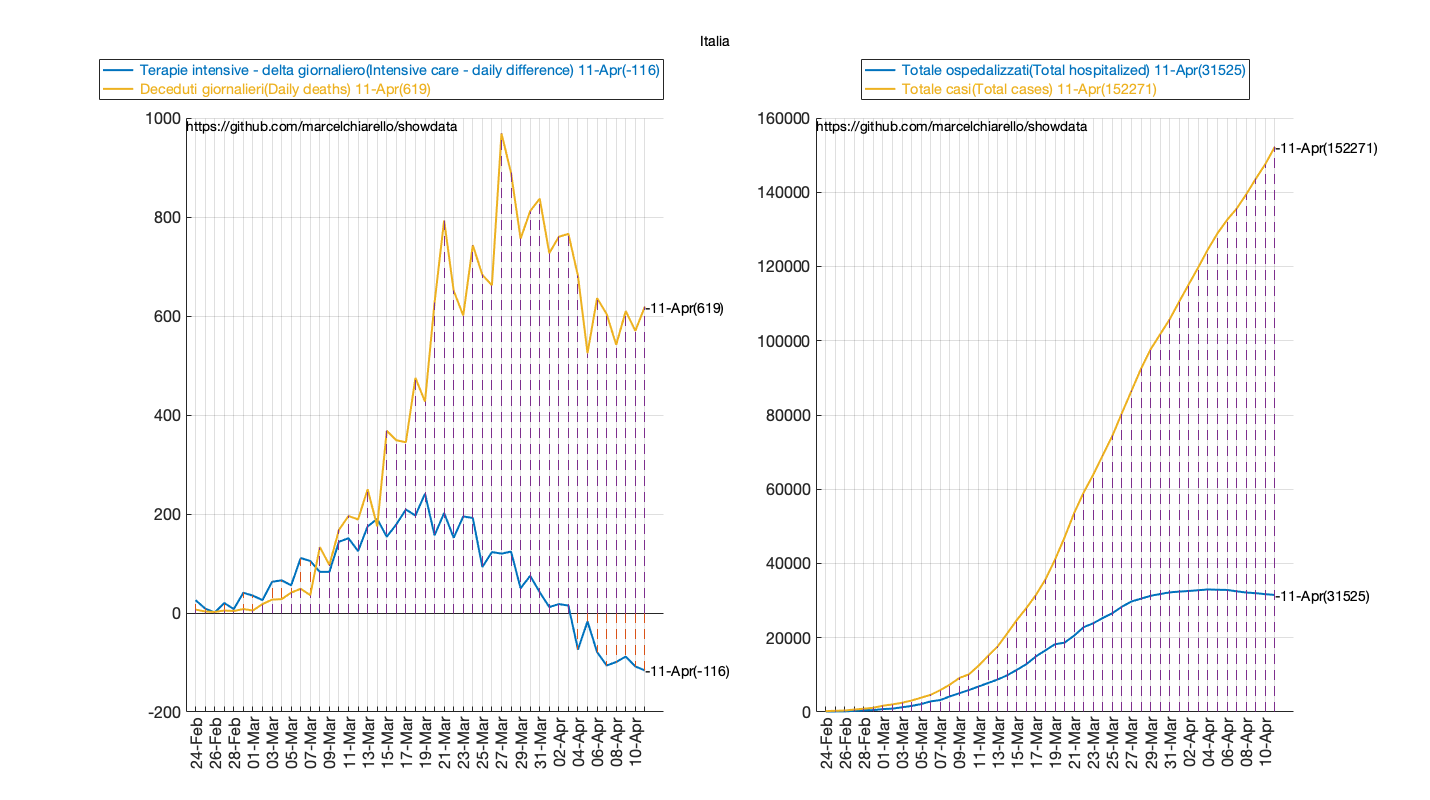 Italia
Terapie intensive - delta giornaliero(Intensive care - daily difference) 11-Apr(-116)
Deceduti giornalieri(Daily deaths) 11-Apr(619)
https://github.com/marcelchiarello/showdata
1000
800
600
400
200
0
-200
-11-Apr(619)
-11-Apr(-116)
24-Feb
26-Feb
28-Feb
01-Mar
03-Mar
05-Mar
07-Mar
09-Mar
11-Mar
13-Mar
15-Mar
17-Mar
19-Mar
21-Mar
23-Mar
25-Mar
27-Mar
29-Mar
31-Mar
02-Apr
04-Apr
06-Apr
08-Apr
10-Apr
Totale ospedalizzati(Total hospitalized) 11-Apr(31525)
Totale casi(Total cases) 11-Apr(152271)
https://github.com/marcelchiarello/showdata
160000
140000
120000
100000
80000
60000
40000
20000
0
-11-Apr(152271)
-11-Apr(31525)
24-Feb
26-Feb
28-Feb
01-Mar
03-Mar
05-Mar
07-Mar
09-Mar
11-Mar
13-Mar
15-Mar
17-Mar
19-Mar
21-Mar
23-Mar
25-Mar
27-Mar
29-Mar
31-Mar
02-Apr
04-Apr
06-Apr
08-Apr
10-Apr